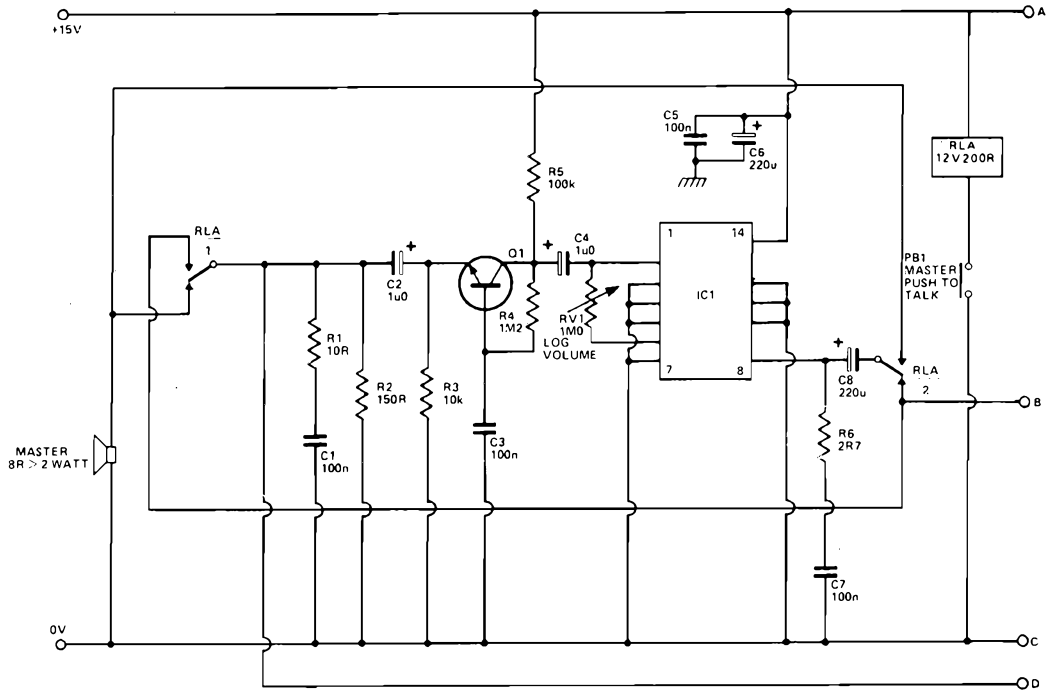 +15V
A
C5
100n
+
C6
220u
RLA
12V 200R
R5
100k
RLA
1
+
C2
1u0
Q1
+
C4
1u0
1
14
IC1
7
8
PB1
MASTER
PUSH TO
TALK
R4
1M2
RV1
1M0
LOG
VOLUME
R1
10R
R2
150R
R3
10k
+
C8
220u
RLA
2
B
R6
2R7
MASTER
8R > 2 WATT
C1
100n
C3
100n
C7
100n
0V
C
D